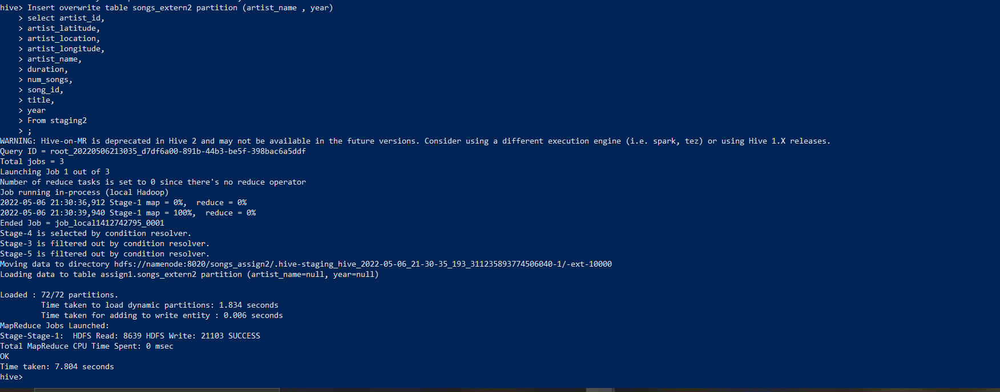 hive> Insert overwrite table songs_extern2 partition (artist_name , year)
    > select artist_id,
    > artist_latitude,
    > artist_location,
    > artist_longitude,
    > artist_name,
    > duration,
    > num_songs,
    > song_id,
    > title,
    > year
    > From staging2
    > ;
WARNING: Hive-on-MR is deprecated in Hive 2 and may not be available in the future versions. Consider using a different execution engine (i.e. spark, tez) or using Hive 1.X releases.
Query ID = root_20220506213035_d7df6a00-891b-44b3-be5f-398bac6a5ddf
Total jobs = 3
Launching Job 1 out of 3
Number of reduce tasks is set to 0 since there's no reduce operator
Job running in-process (local Hadoop)
2022-05-06 21:30:36,912 Stage-1 map = 0%,  reduce = 0%
2022-05-06 21:30:39,940 Stage-1 map = 100%,  reduce = 0%
Ended Job = job_local1412742795_0001
Stage-4 is selected by condition resolver.
Stage-3 is filtered out by condition resolver.
Stage-5 is filtered out by condition resolver.
Moving data to directory hdfs://namenode:8020/songs_assign2/.hive-staging_hive_2022-05-06_21-30-35_193_311235893774506040-1/-ext-10000
Loading data to table assign1.songs_extern2 partition (artist_name=null, year=null)

Loaded : 72/72 partitions.
         Time taken to load dynamic partitions: 1.834 seconds
         Time taken for adding to write entity : 0.006 seconds
MapReduce Jobs Launched:
Stage-Stage-1:  HDFS Read: 8639 HDFS Write: 21103 SUCCESS
Total MapReduce CPU Time Spent: 0 msec
OK
Time taken: 7.804 seconds
hive>